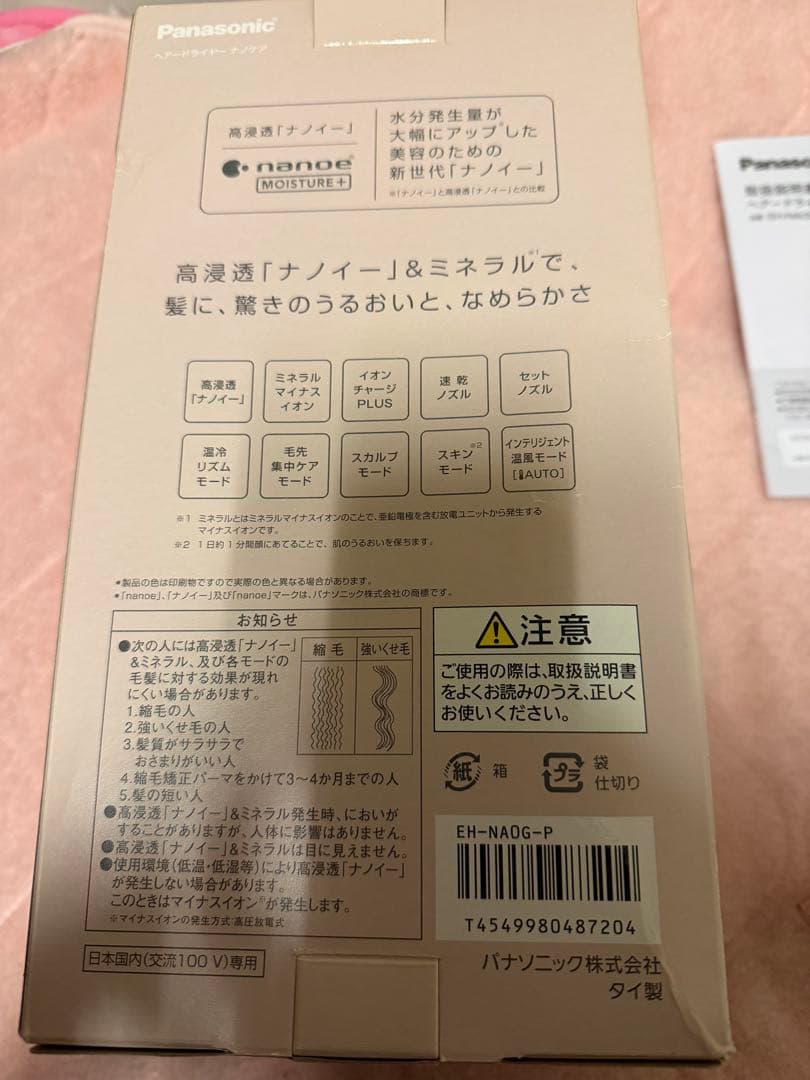 Panasonic
ヘアードライヤー ナノケア
高浸透「ナノイー」
nanoe
MOISTURE+
水分発生量が
大幅にアップ※した
美容のための
新世代「ナノイー」
※「ナノイー」と高浸透「ナノイー」との比較
高浸透「ナノイー」&ミネラル※1で、
髪に、驚きのうるおいと、なめらかさ
高浸透
「ナノイー」
ミネラル
マイナス
イオン
イオン
チャージ
PLUS
速乾
ノズル
セット
ノズル
温冷
リズム
モード
毛先
集中ケア
モード
スカルプ
モード
スキン※2
モード
インテリジェント
温風モード
[AUTO]
※1 ミネラルとはミネラルマイナスイオンのことで、亜鉛電極を含む放電ユニットから発生する
マイナスイオンです。
※2 1日約1分間顔にあてることで、肌のうるおいを保ちます。
●製品の色は印刷物ですので実際の色と異なる場合があります。
●「nanoe」、「ナノイー」及び「nanoe」マークは、パナソニック株式会社の商標です。
お知らせ
●次の人には高浸透「ナノイー」
&ミネラル、及び各モードの
毛髪に対する効果が現れ
にくい場合があります。
1.縮毛の人
2.強いくせ毛の人
3.髪質がサラサラで
おさまりがいい人
4.縮毛矯正パーマをかけて3〜4か月までの人
5.髪の短い人
縮毛
強いくせ毛
●高浸透「ナノイー」&ミネラル発生時、においが
することがありますが、人体に影響はありません。
●高浸透「ナノイー」&ミネラルは目に見えません。
●使用環境(低温・低湿等)により高浸透「ナノイー」
が発生しない場合があります。
このときはマイナスイオン※が発生します。
※マイナスイオンの発生方式:高圧放電式
注意
ご使用の際は、取扱説明書
をよくお読みのうえ、正しく
お使いください。
紙
箱
プラ
袋
仕切り
EH-NA0G-P
T4549980487204
日本国内(交流100 V)専用
パナソニック株式会社
タイ製
Panaso